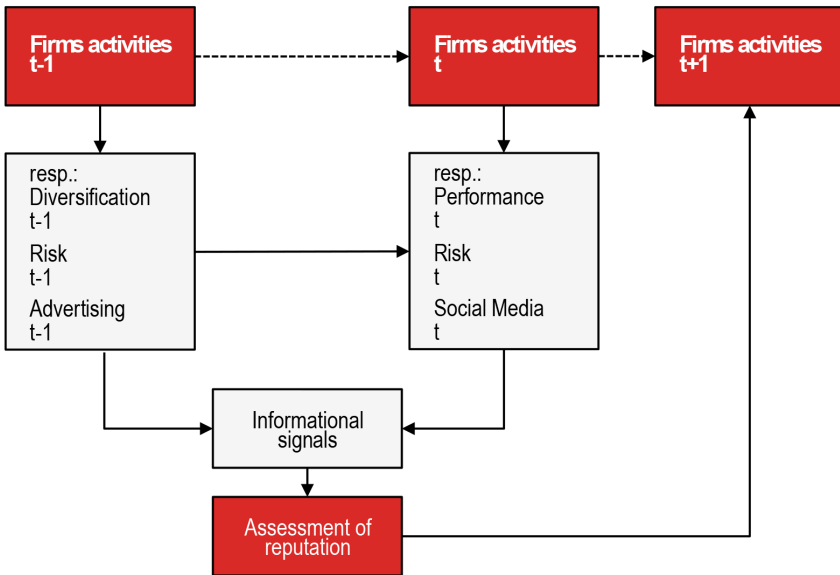 Firms activities
t-1
Firms activities
t
Firms activities
t+1
resp.:
Diversification
t-1
Risk
t-1
Advertising
t-1
resp.:
Performance
t
Risk
t
Social Media
t
Informational
signals
Assessment of
reputation